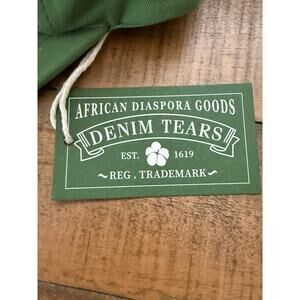 AFRICAN DIASPORA GOODS
DENIM TEARS
EST. 1619
~REG. TRADEMARK~